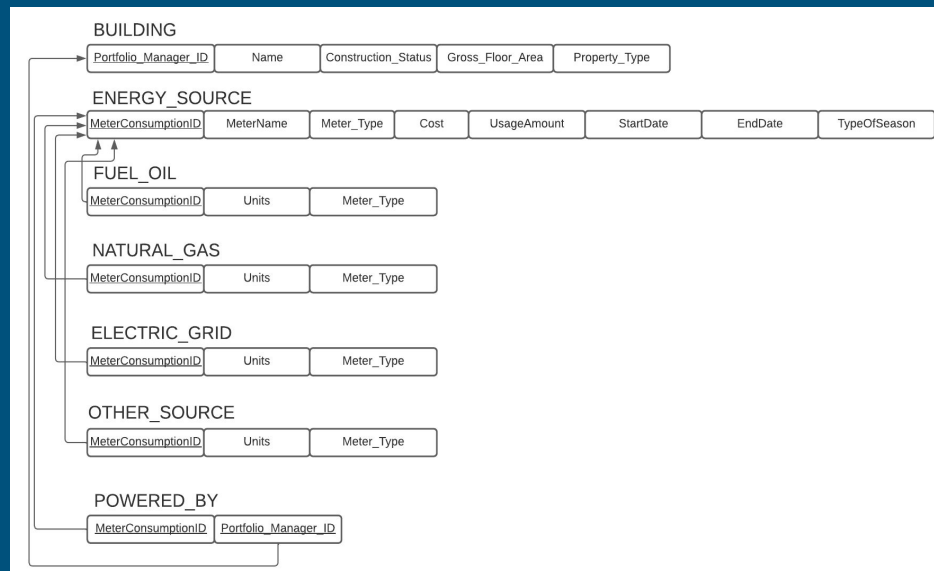 BUILDING
Portfolio_Manager_ID Name Construction_Status Gross_Floor_Area Property_Type
ENERGY_SOURCE
MeterConsumptionID MeterName Meter_Type Cost UsageAmount StartDate EndDate TypeOfSeason
FUEL_OIL
MeterConsumptionID Units Meter_Type
NATURAL_GAS
MeterConsumptionID Units Meter_Type
ELECTRIC_GRID
MeterConsumptionID Units Meter_Type
OTHER_SOURCE
MeterConsumptionID Units Meter_Type
POWERED_BY
MeterConsumptionID Portfolio_Manager_ID